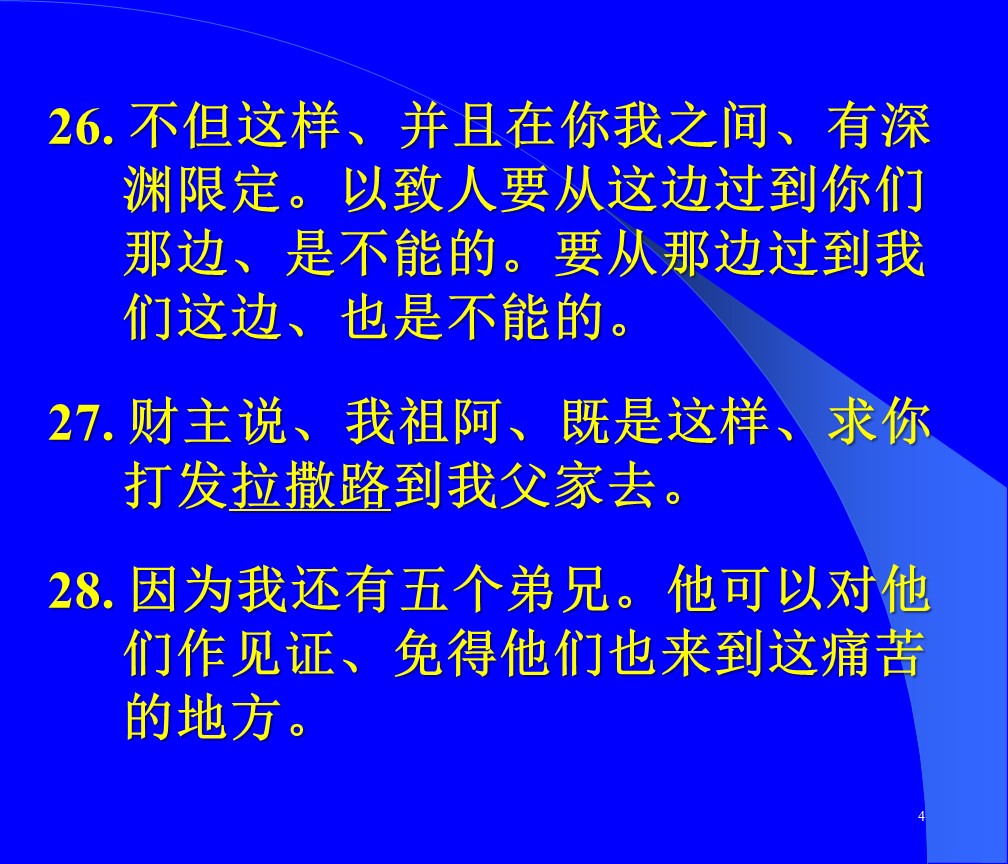 26. 不但这样、并且在你我之间、有深
渊限定。以致人要从这边过到你们
那边、是不能的。要从那边过到我
们这边、也是不能的。
27. 财主说、我祖阿、既是这样、求你
打发拉撒路到我父家去。
28. 因为我还有五个弟兄。他可以对他
们作见证、免得他们也来到这痛苦
的地方。
4